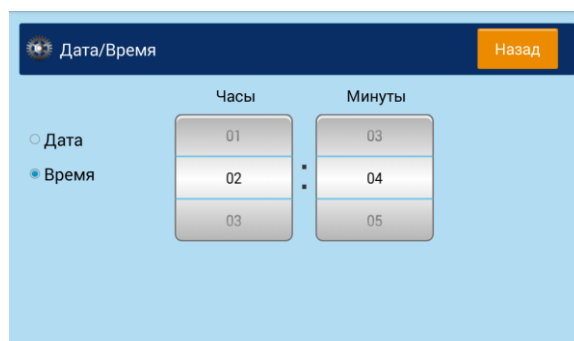 Дата/Время
Назад
Часы Минуты
Дата
Время
01 03
02 : 04
03 05